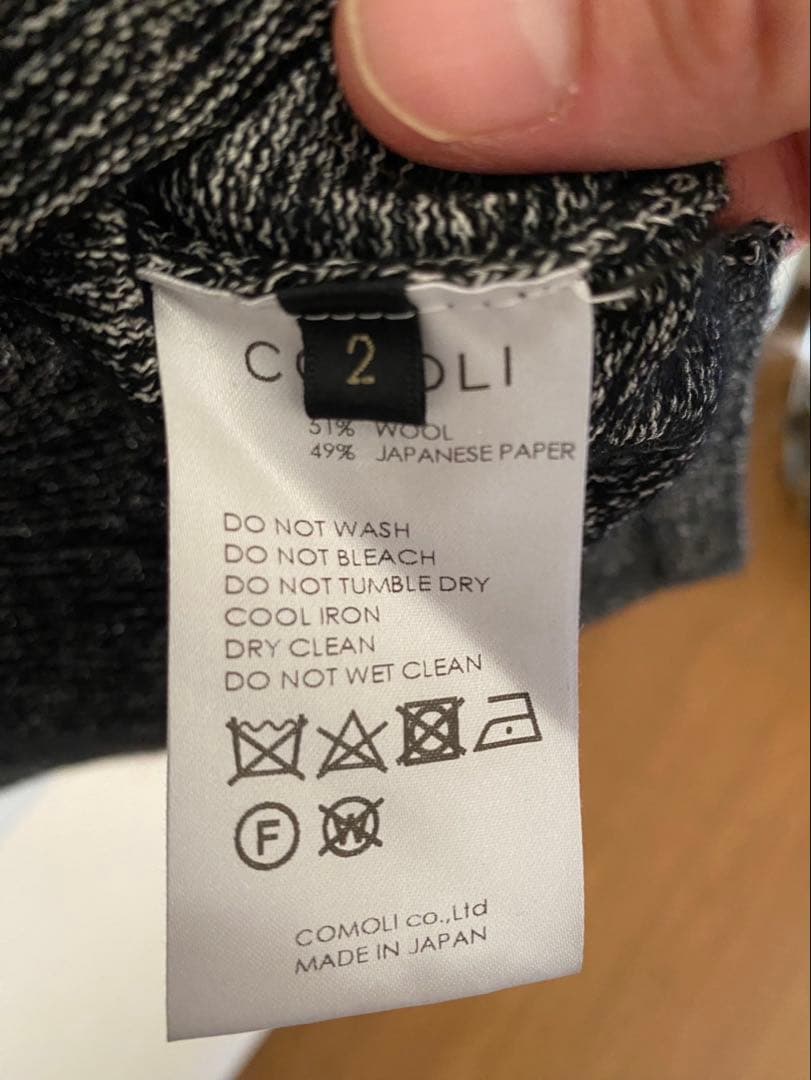 2
51% WOOL
49% JAPANESE PAPER
DO NOT WASH
DO NOT BLEACH
DO NOT TUMBLE DRY
COOL IRON
DRY CLEAN
DO NOT WET CLEAN
F
W
COMOLI co.,Ltd
MADE IN JAPAN